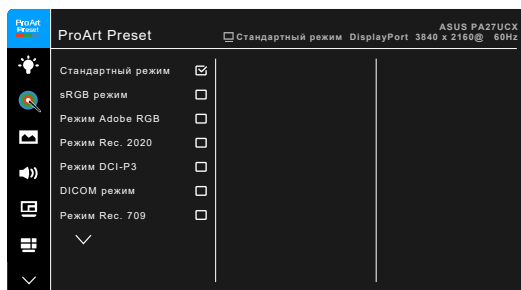 ProArt
Preset
ProArt Preset
ASUS PA27UCX
Стандартный режим DisplayPort 3840 x 2160@ 60Hz
Стандартный режим
sRGB режим
Режим Adobe RGB
Режим Rec. 2020
Режим DCI-P3
DICOM режим
Режим Rec. 709